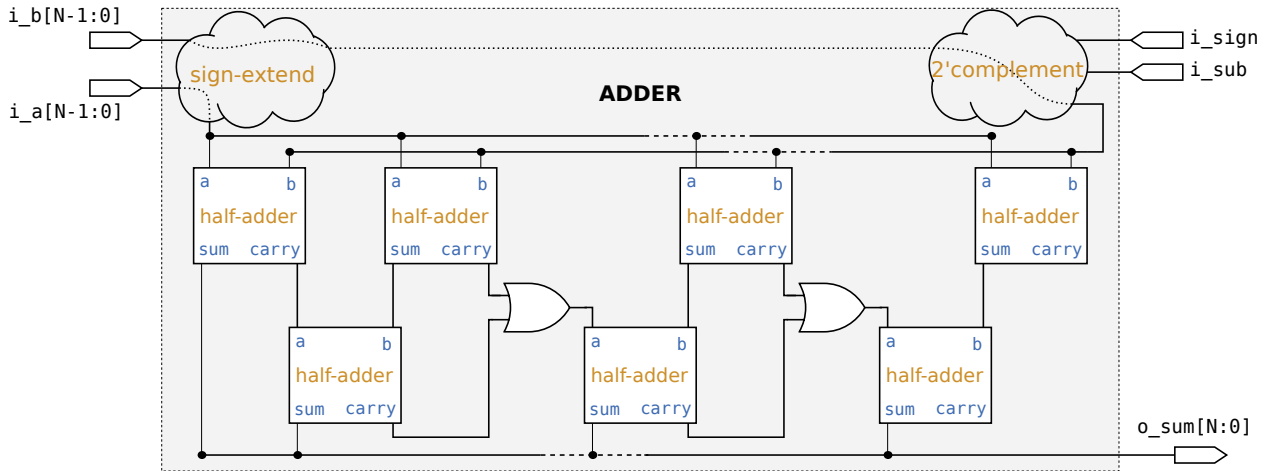 i_b[N-1:0]
i_sign
sign-extend
2'complement
i_sub
ADDER
i_a[N-1:0]
a b
half-adder
sum carry
a b
half-adder
sum carry
a b
half-adder
sum carry
a b
half-adder
sum carry
a b
half-adder
sum carry
a b
half-adder
sum carry
a b
half-adder
sum carry
o_sum[N:0]